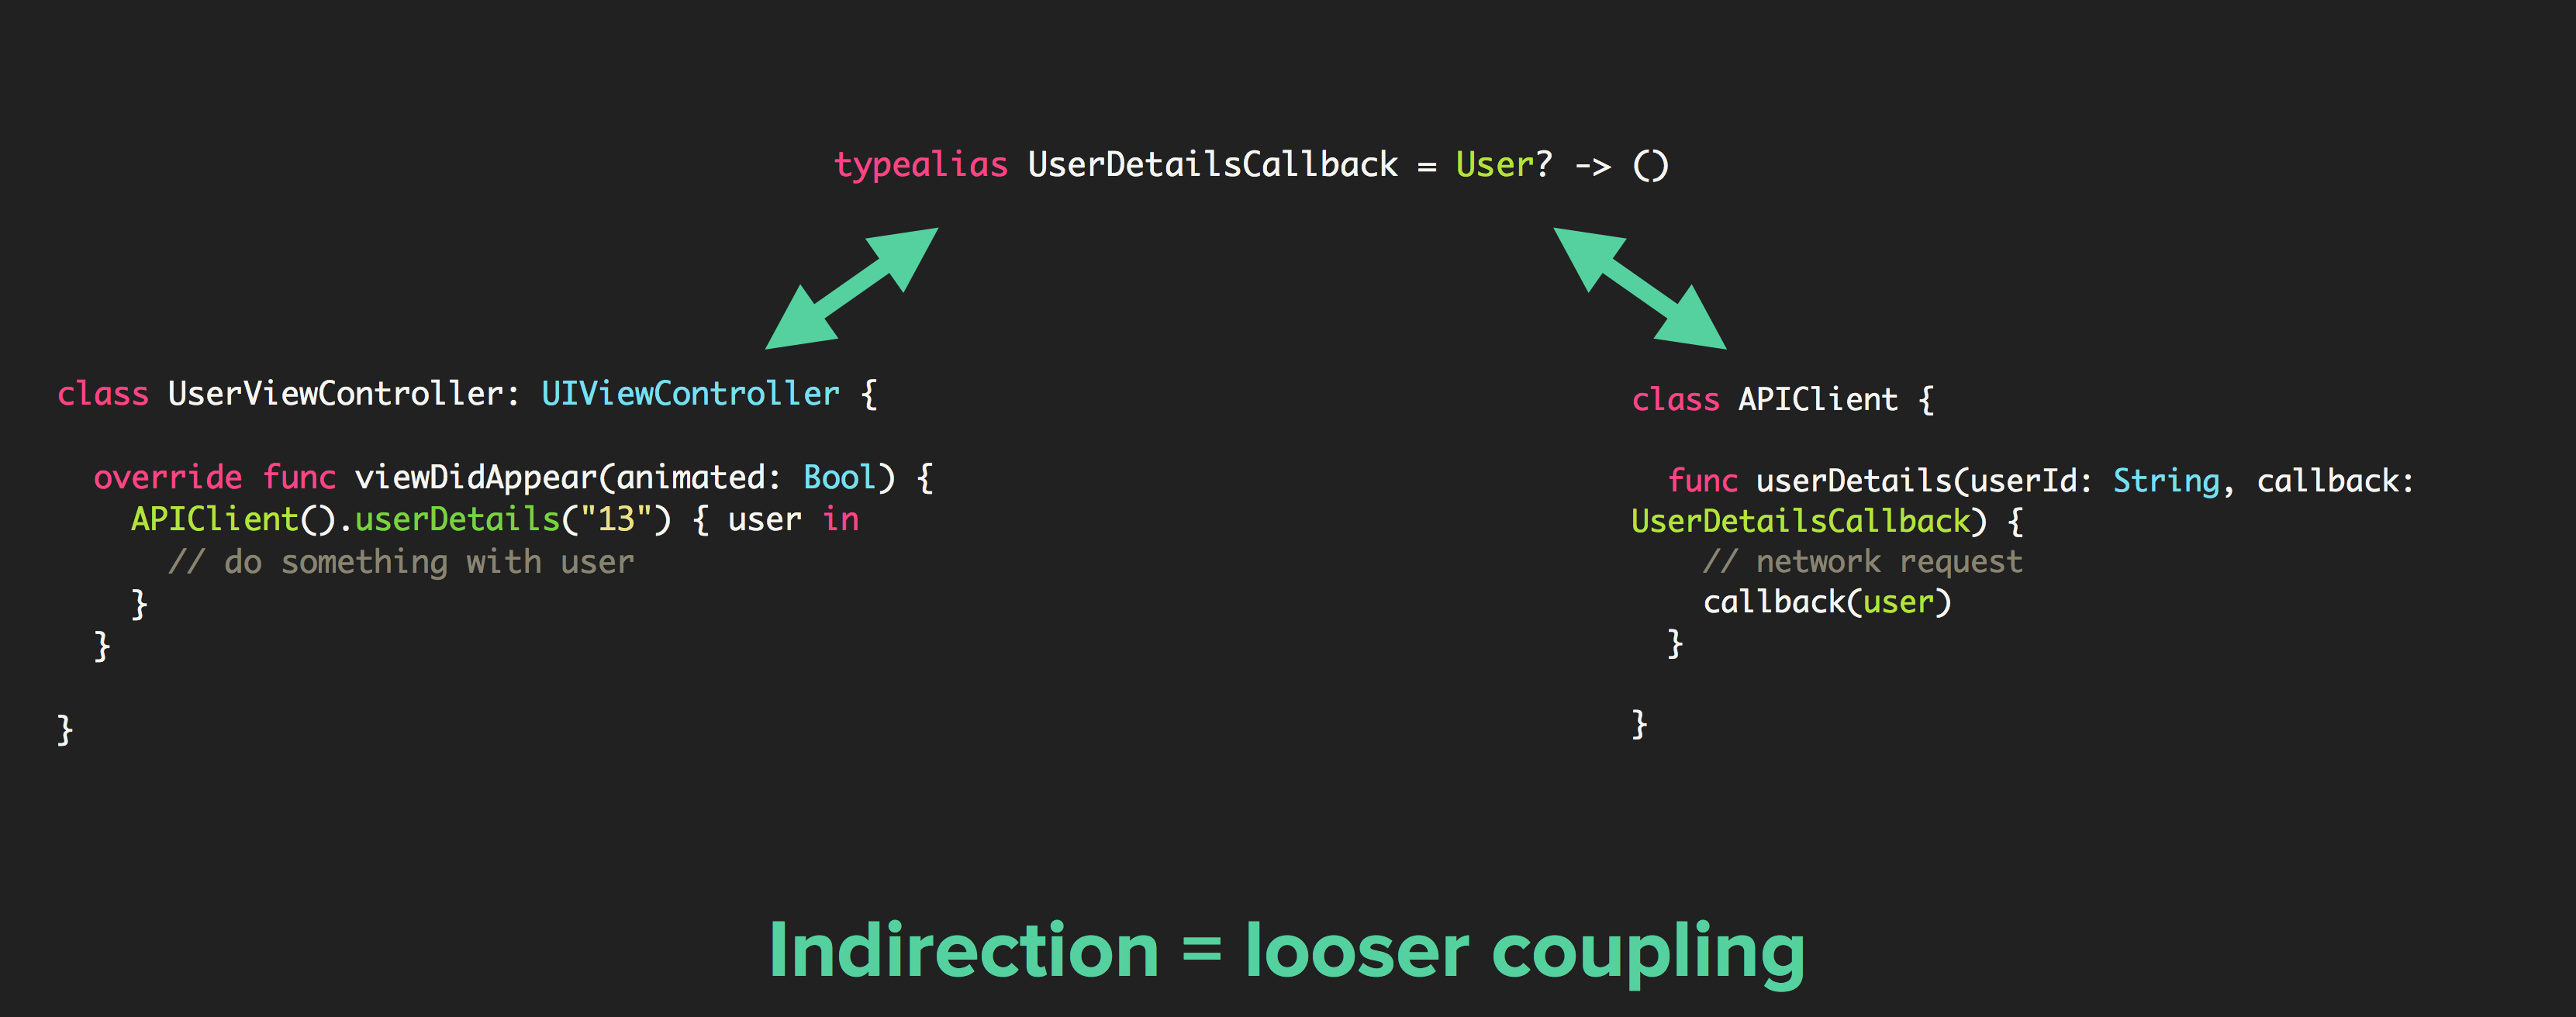 typealias UserDetailsCallback = User? -> ()
class UserViewController: UIViewController {
override func viewDidAppear(animated: Bool) {
APIClient().userDetails("13") { user in
// do something with user
}
}
}
class APIClient {
func userDetails(userId: String, callback:
UserDetailsCallback) {
// network request
callback(user)
}
}
Indirection = looser coupling